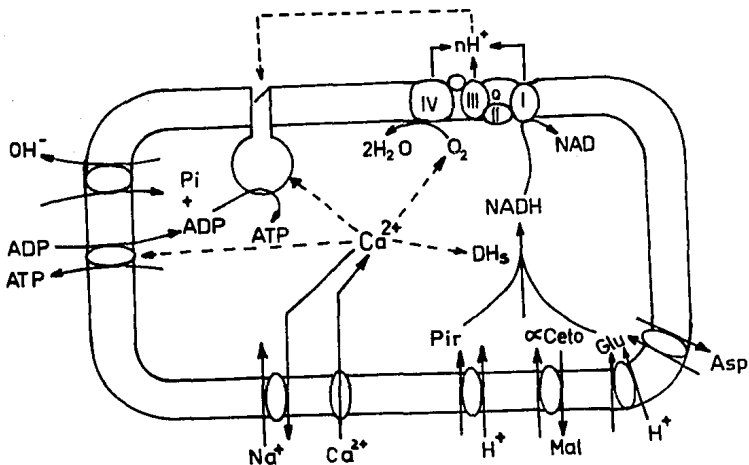 nH⁺
IV
III
Q
II
I
OH⁻
2H₂O
O₂
NAD
Pi
+
ADP
ATP
NADH
ADP
ATP
Ca²⁺
DHs
Pir
αCeto
Glu
Asp
Na⁺
Ca²⁺
H⁺
Mal
H⁺